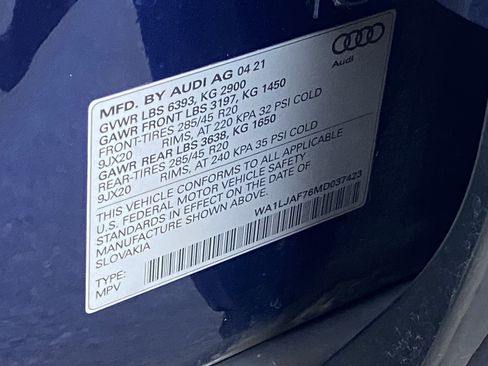 Audi
MFD. BY AUDI AG 04 21
GVWR LBS 6393, KG 2900
GAWR FRONT LBS 3197, KG 1450
FRONT-TIRES 285/45 R20
9JX20 RIMS, AT 220 KPA 32 PSI COLD
GAWR REAR LBS 3638, KG 1650
REAR-TIRES 285/45 R20
9JX20 RIMS, AT 240 KPA 35 PSI COLD
THIS VEHICLE CONFORMS TO ALL APPLICABLE
U.S. FEDERAL MOTOR VEHICLE SAFETY
STANDARDS IN EFFECT ON THE DATE OF
MANUFACTURE SHOWN ABOVE.
SLOVAKIA
WA1LJAF76MD037423
TYPE:
MPV